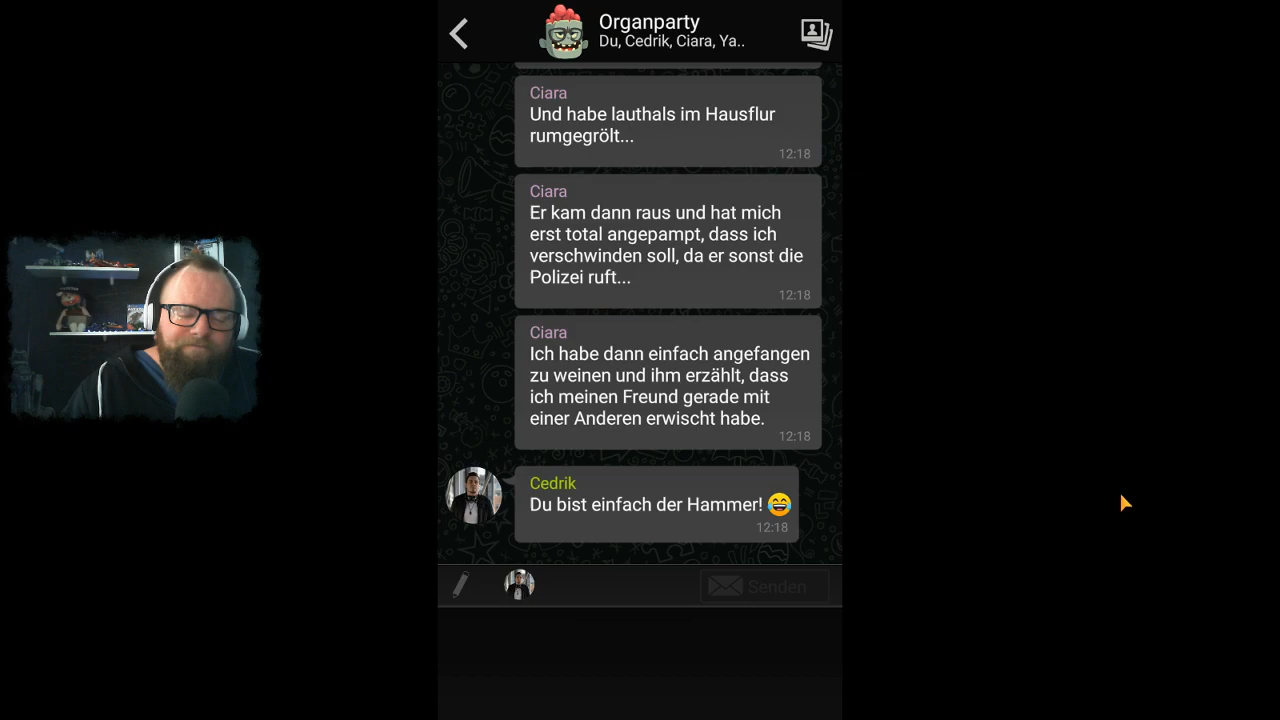 Organparty
Du, Cedrik, Ciara, Ya..
Ciara
Und habe lauthals im Hausflur
rumgegrölt...
12:18
Ciara
Er kam dann raus und hat mich
erst total angepampt, dass ich
verschwinden soll, da er sonst die
Polizei ruft...
12:18
Ciara
Ich habe dann einfach angefangen
zu weinen und ihm erzählt, dass
ich meinen Freund gerade mit
einer Anderen erwischt habe.
12:18
Cedrik
Du bist einfach der Hammer! 😂
12:18
Senden